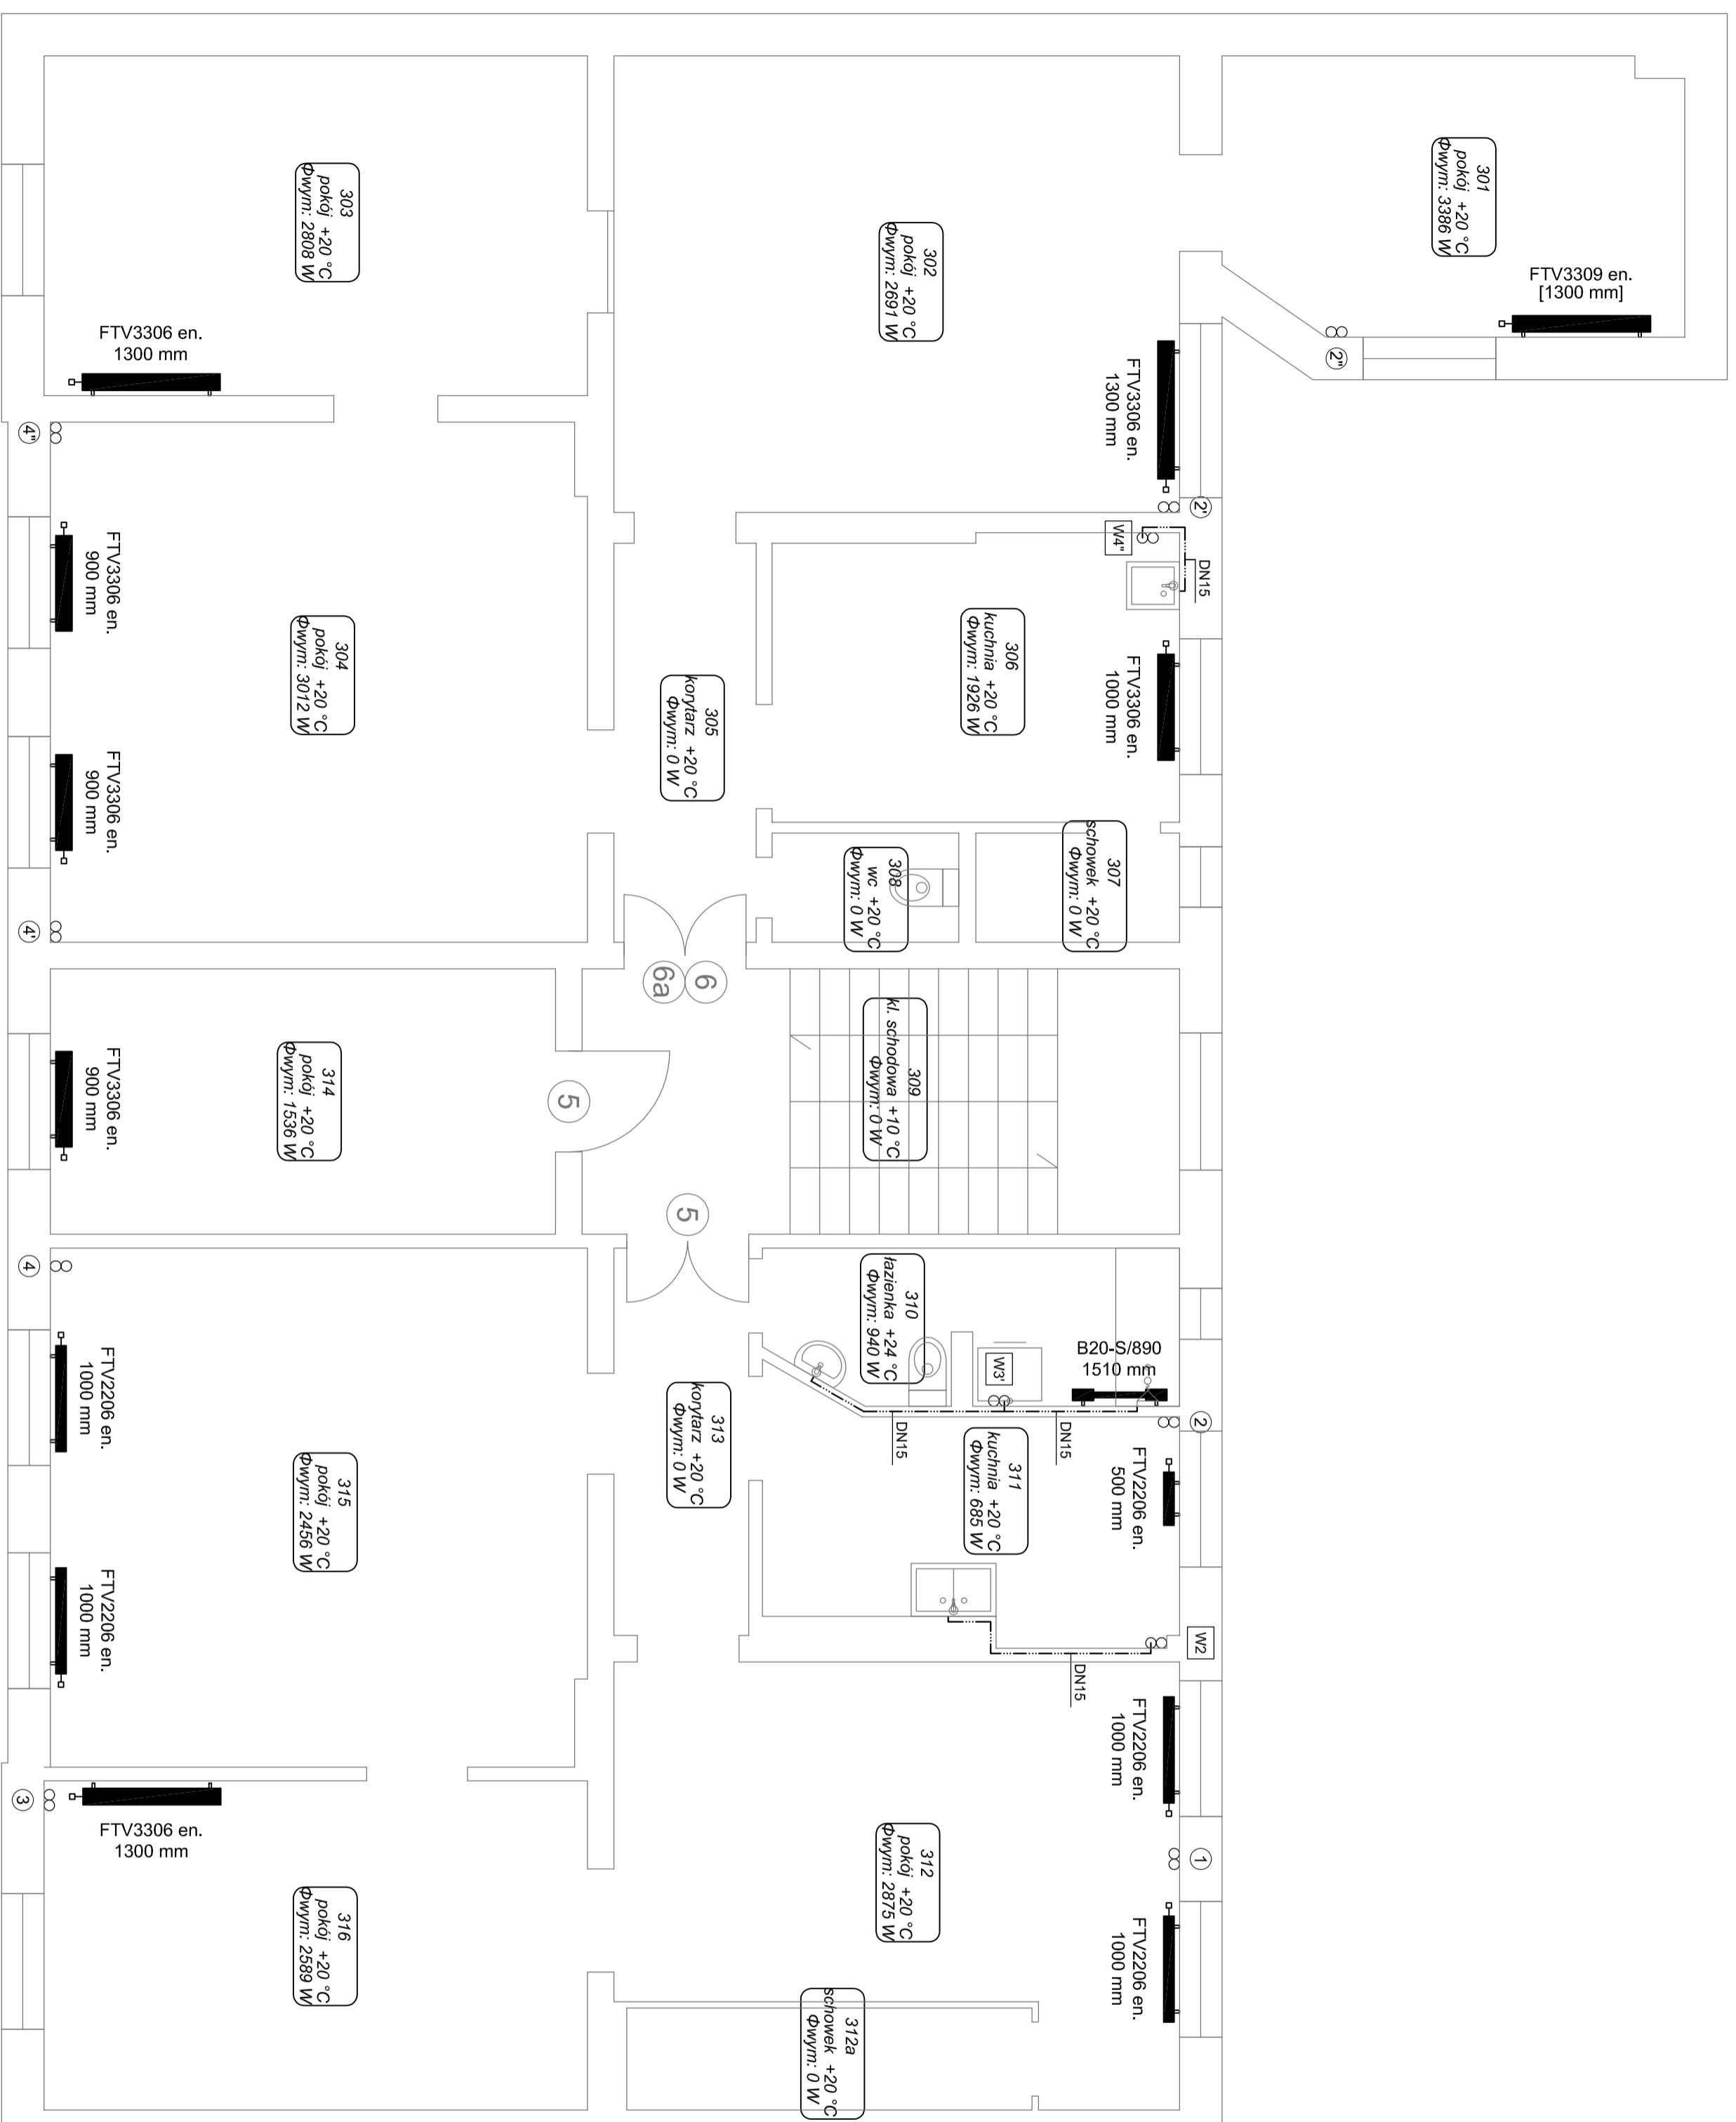 301
pokój +20 °C
Φwym: 3386 W
FTV3309 en.
[1300 mm]
2"
303
pokój +20 °C
Φwym: 2808 W
302
pokój +20 °C
Φwym: 2691 W
FTV3306 en.
1300 mm
FTV3306 en.
1300 mm
4"
2'
W4"
DN15
FTV3306 en.
900 mm
304
pokój +20 °C
Φwym: 3012 W
306
kuchnia +20 °C
Φwym: 1926 W
FTV3306 en.
1000 mm
305
korytarz +20 °C
Φwym: 0 W
FTV3306 en.
900 mm
307
schowek +20 °C
Φwym: 0 W
308
wc +20 °C
Φwym: 0 W
4'
6
6a
309
kl. schodowa +10 °C
Φwym: 0 W
314
pokój +20 °C
Φwym: 1536 W
FTV3306 en.
900 mm
5
5
4
310
łazienka +24 °C
Φwym: 940 W
W3'
B20-S/890
1510 mm
FTV2206 en.
1000 mm
313
korytarz +20 °C
Φwym: 0 W
DN15
DN15
2
311
kuchnia +20 °C
Φwym: 685 W
FTV2206 en.
500 mm
315
pokój +20 °C
Φwym: 2456 W
FTV2206 en.
1000 mm
W2
DN15
FTV2206 en.
1000 mm
3
FTV3306 en.
1300 mm
312
pokój +20 °C
Φwym: 2875 W
1
316
pokój +20 °C
Φwym: 2589 W
FTV2206 en.
1000 mm
312a
schowek +20 °C
Φwym: 0 W